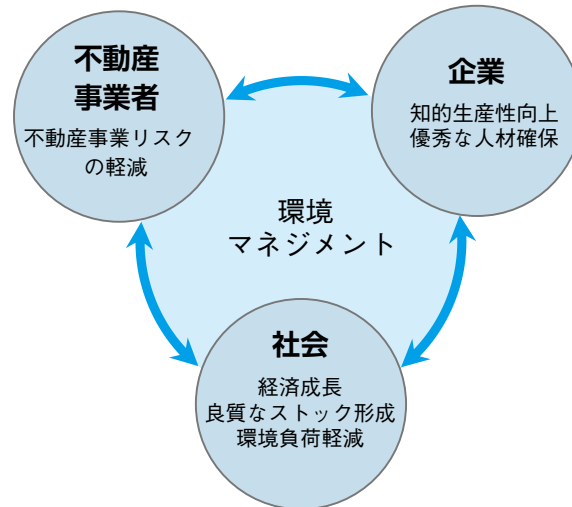 不動産
事業者
不動産事業リスク
の軽減
企業
知的生産性向上
優秀な人材確保
環境
マネジメント
社会
経済成長
良質なストック形成
環境負荷軽減